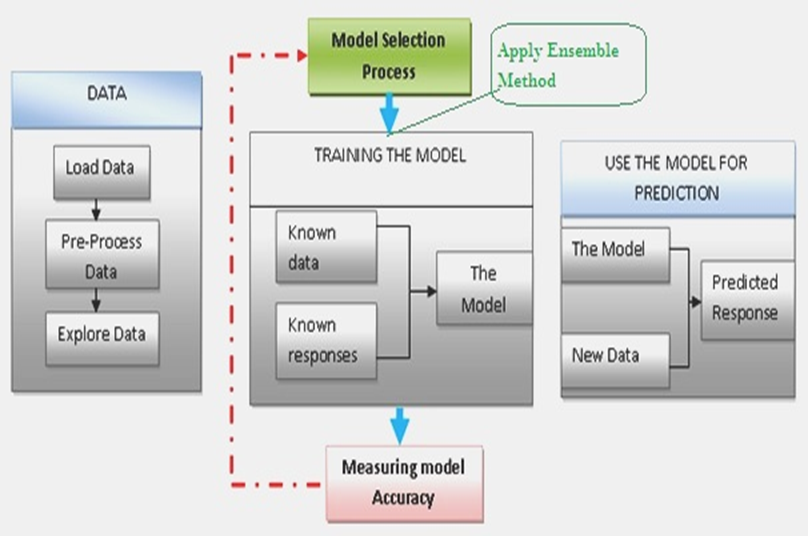 Model Selection
Process
Apply Ensemble
Method
DATA
Load Data
Pre-Process
Data
Explore Data
TRAINING THE MODEL
Known
data
Known
responses
The
Model
Measuring model
Accuracy
USE THE MODEL FOR
PREDICTION
The Model
New Data
Predicted
Response